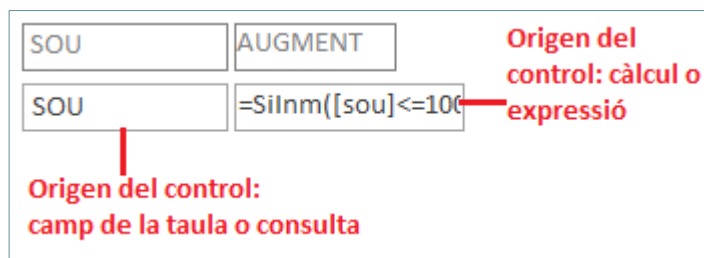 SOU AUGMENT
Origen del
control: càlcul o
expressió
SOU =SiInm([sou]<=100
Origen del control:
camp de la taula o consulta